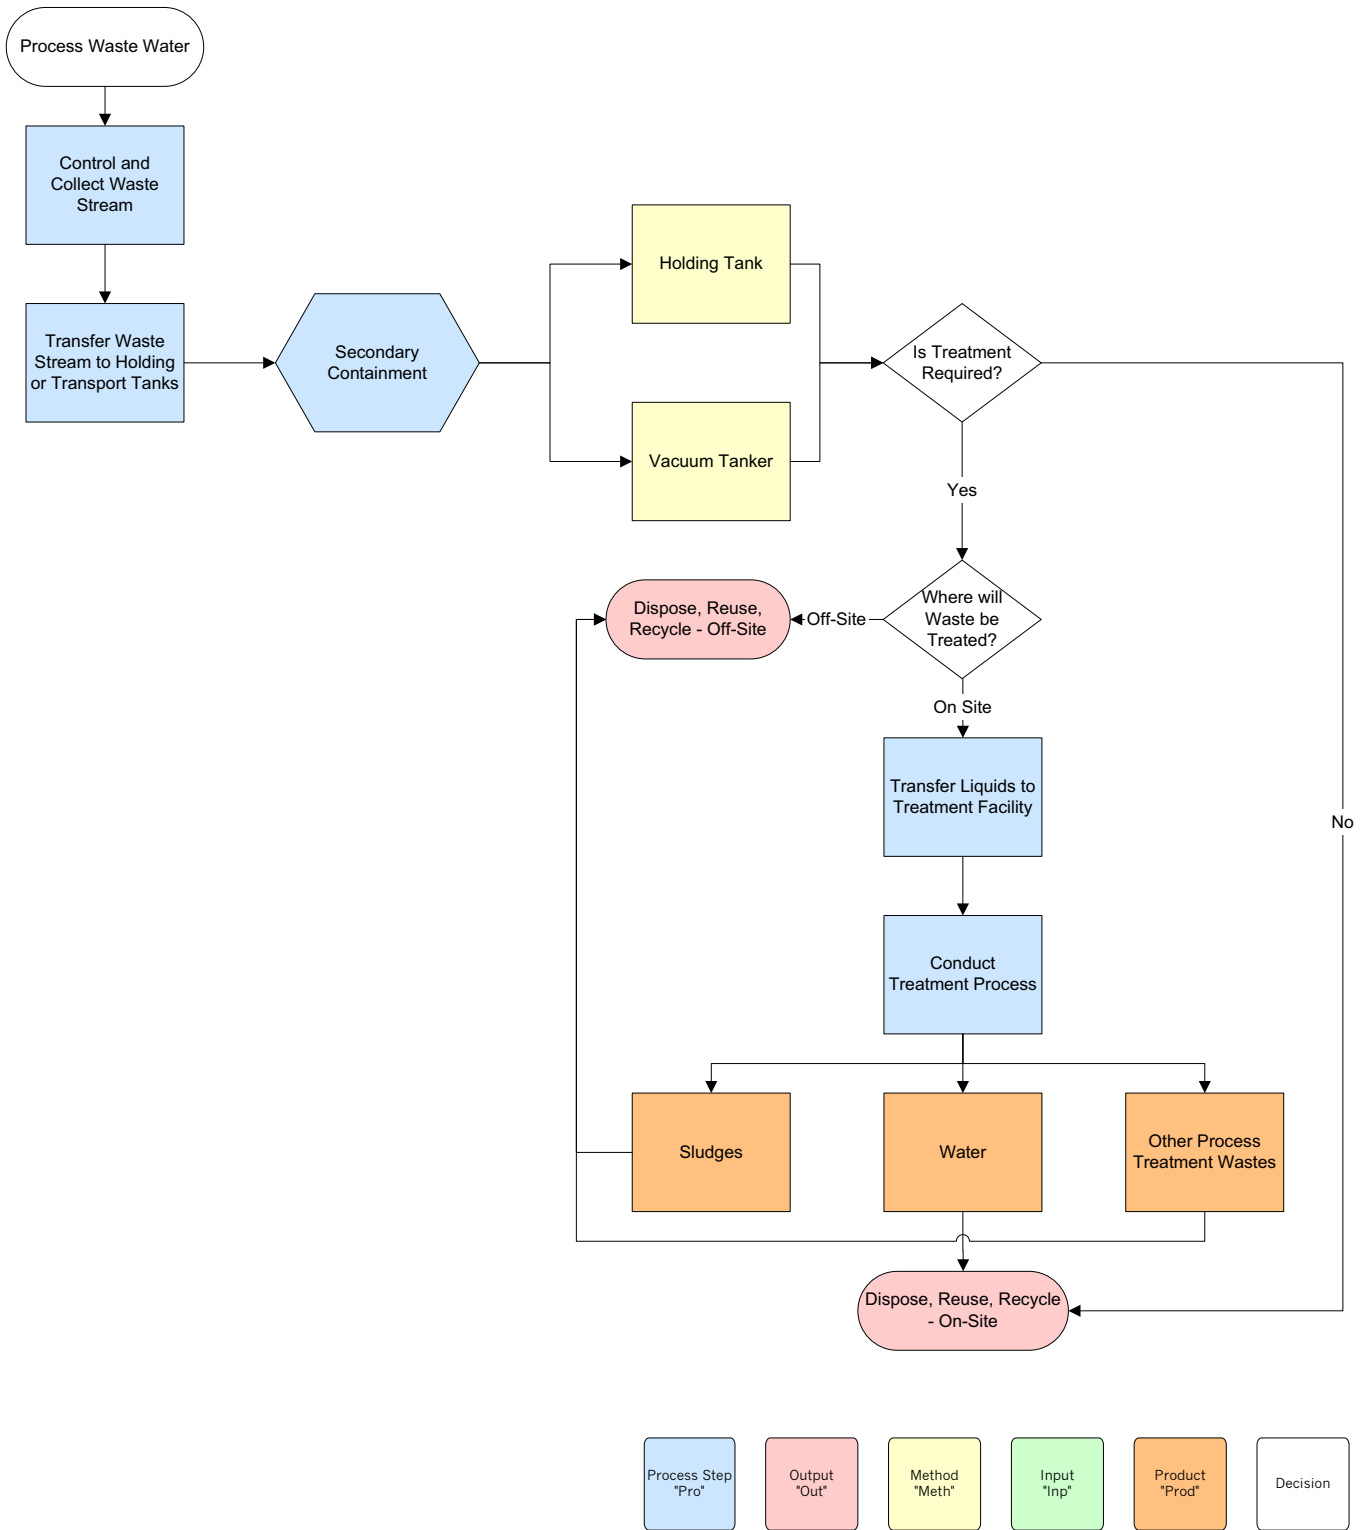 Process Waste Water
Control and
Collect Waste
Stream
Transfer Waste
Stream to Holding
or Transport Tanks
Secondary
Containment
Holding Tank
Vacuum Tanker
Is Treatment
Required?
Yes
No
Where will
Waste be
Treated?
Off-Site
Dispose, Reuse,
Recycle - Off-Site
On Site
Transfer Liquids to
Treatment Facility
Conduct
Treatment Process
Sludges
Water
Other Process
Treatment Wastes
Dispose, Reuse, Recycle
- On-Site
Process Step
"Pro"
Output
"Out"
Method
"Meth"
Input
"Inp"
Product
"Prod"
Decision